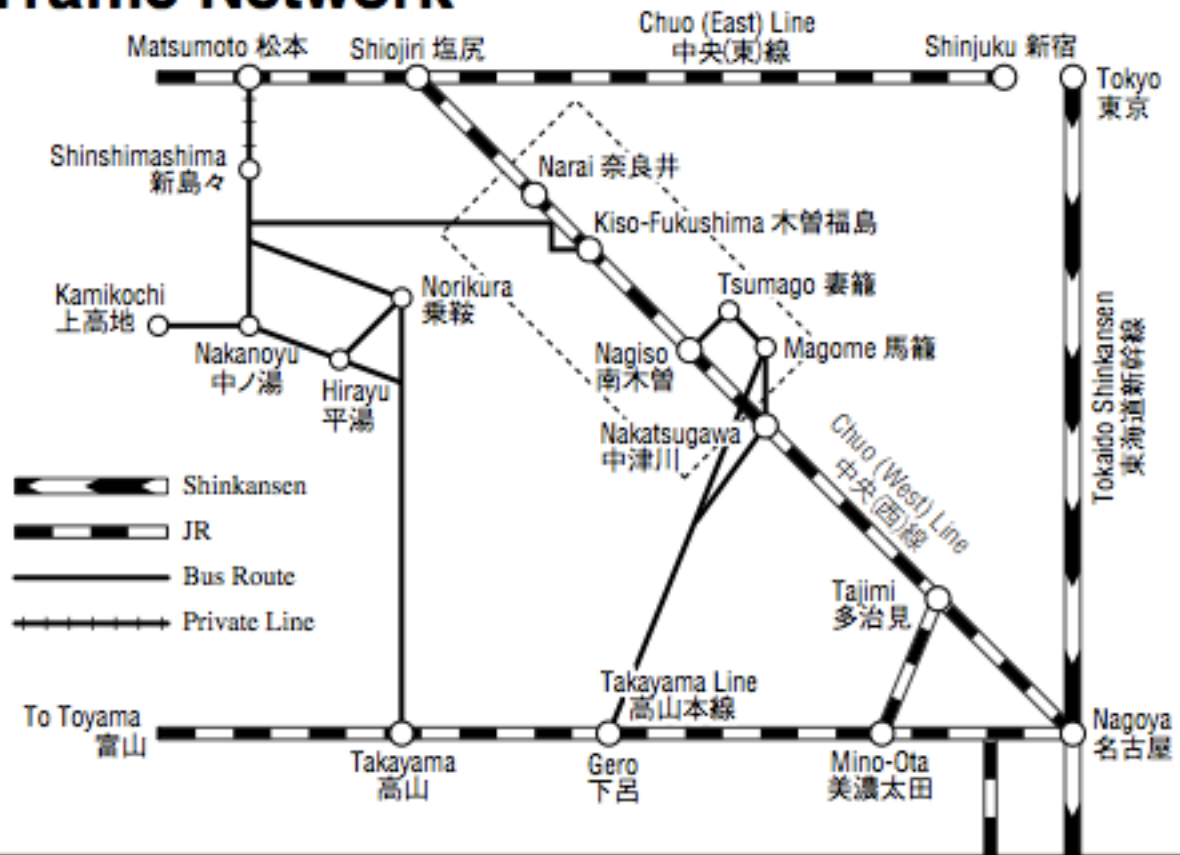 Traffic Network
Chuo (East) Line
中央(東)線
Matsumoto 松本
Shiojiri 塩尻
Shinjuku 新宿
Tokyo
東京
Shinshimashima
新島々
Narai 奈良井
Kiso-Fukushima 木曽福島
Tsumago 妻籠
Norikura
乗鞍
Kamikochi
上高地
Nakanoyu
中ノ湯
Hirayu
平湯
Nagiso
南木曽
Magome 馬籠
Nakatsugawa
中津川
Chuo (West) Line
中央(西)線
Tokaido Shinkansen
東海道新幹線
Shinkansen
JR
Bus Route
Private Line
Tajimi
多治見
Takayama Line
高山本線
To Toyama
富山
Takayama
高山
Gero
下呂
Mino-Ota
美濃太田
Nagoya
名古屋